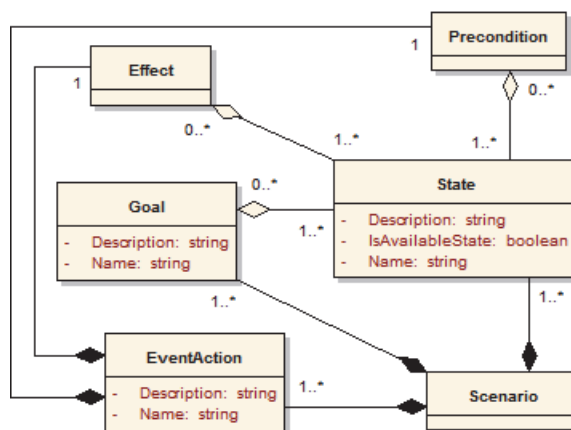 Precondition
1
0..*
Effect
1
0..*
1..*
1..*
State
- Description: string
- IsAvailableState: boolean
- Name: string
Goal
- Description: string
- Name: string
0..*
1..*
1..*
1..*
EventAction
- Description: string
- Name: string
1..*
Scenario